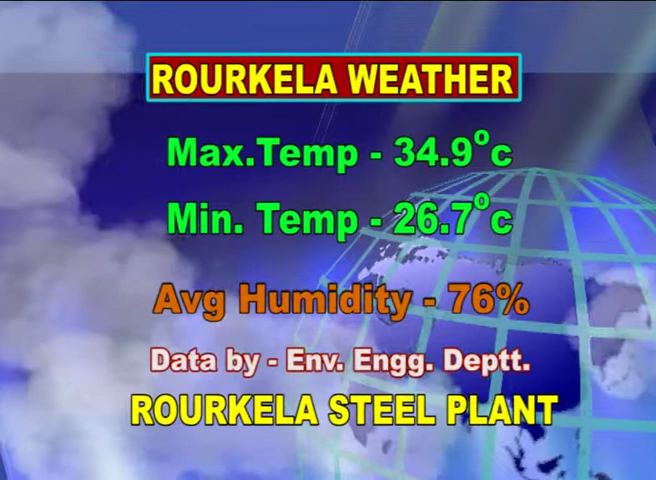 ROURKELA WEATHER
Max.Temp - 34.9°c
Min. Temp - 26.7°c
Avg Humidity - 76%
Data by - Env. Engg. Deptt.
ROURKELA STEEL PLANT